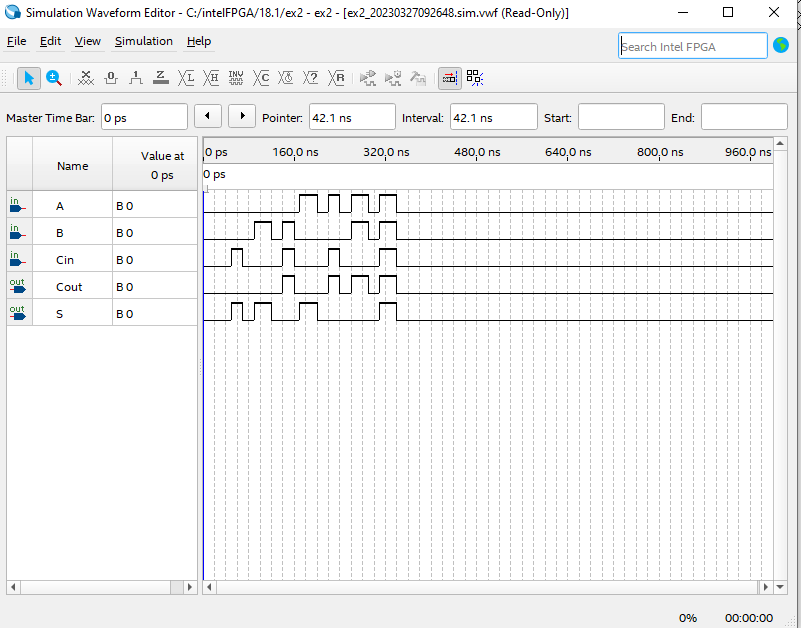 Simulation Waveform Editor - C:/intelFPGA/18.1/ex2 - ex2 - [ex2_20230327092648.sim.vwf (Read-Only)]
File Edit View Simulation Help
Search Intel FPGA
Master Time Bar: 0 ps Pointer: 42.1 ns Interval: 42.1 ns Start: End:
Name Value at 0 ps
0 ps 160,0 ns 320,0 ns 480,0 ns 640,0 ns 800,0 ns 960,0 ns
0 ps
in A B 0
in B B 0
in Cin B 0
out Cout B 0
out S B 0
0% 00:00:00